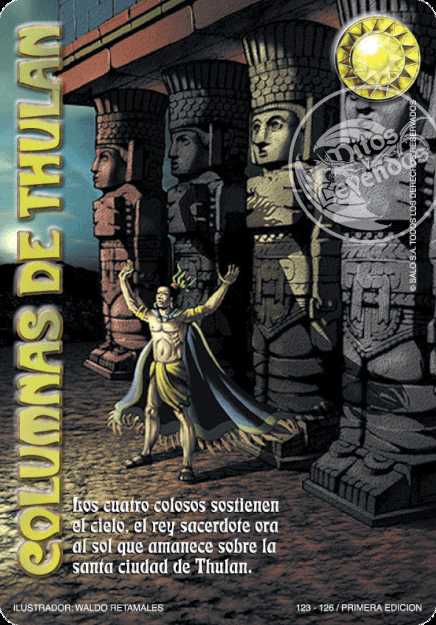 COLUMNAS DE THULAN
Mitos y
Leyendas
© SALO S.A. TODOS LOS DERECHOS RESERVADOS
Los cuatro colosos sostienen
el cielo, el rey sacerdote ora
al sol que amanece sobre la
santa ciudad de Thulan.
ILUSTRADOR: WALDO RETAMALES
123 - 126 / PRIMERA EDICION